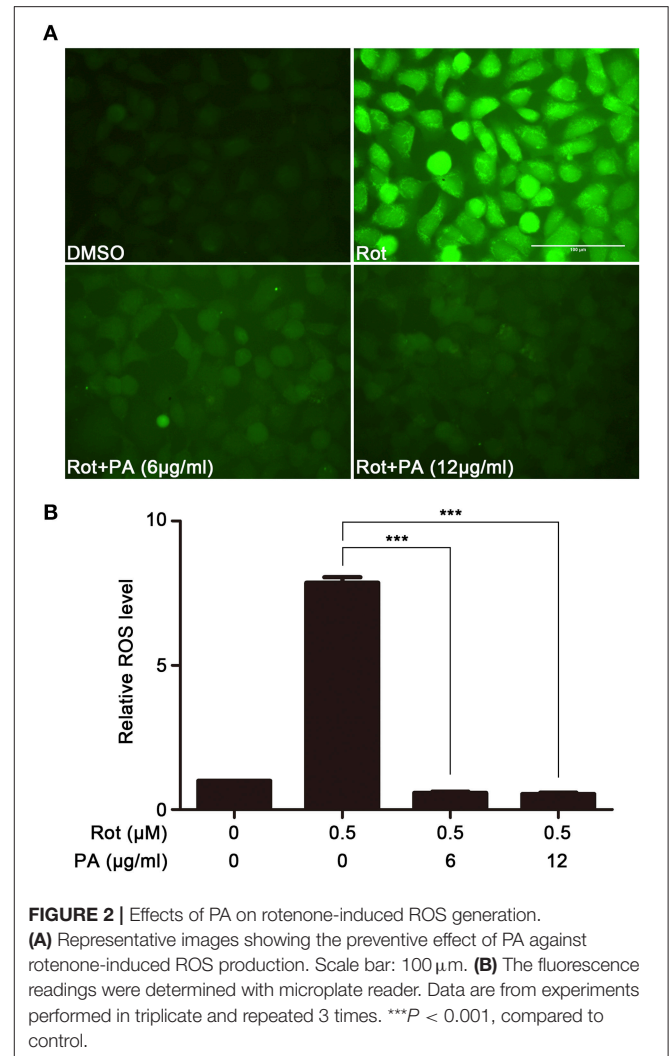 A
DMSO
Rot
100 µm
Rot+PA (6µg/ml)
Rot+PA (12µg/ml)
B
Relative ROS level
10
5
0
***
***
Rot (µM) 0 0.5 0.5 0.5
PA (µg/ml) 0 0 6 12
FIGURE 2 | Effects of PA on rotenone-induced ROS generation.
(A) Representative images showing the preventive effect of PA against
rotenone-induced ROS production. Scale bar: 100 µm. (B) The fluorescence
readings were determined with microplate reader. Data are from experiments
performed in triplicate and repeated 3 times. ***P < 0.001, compared to
control.